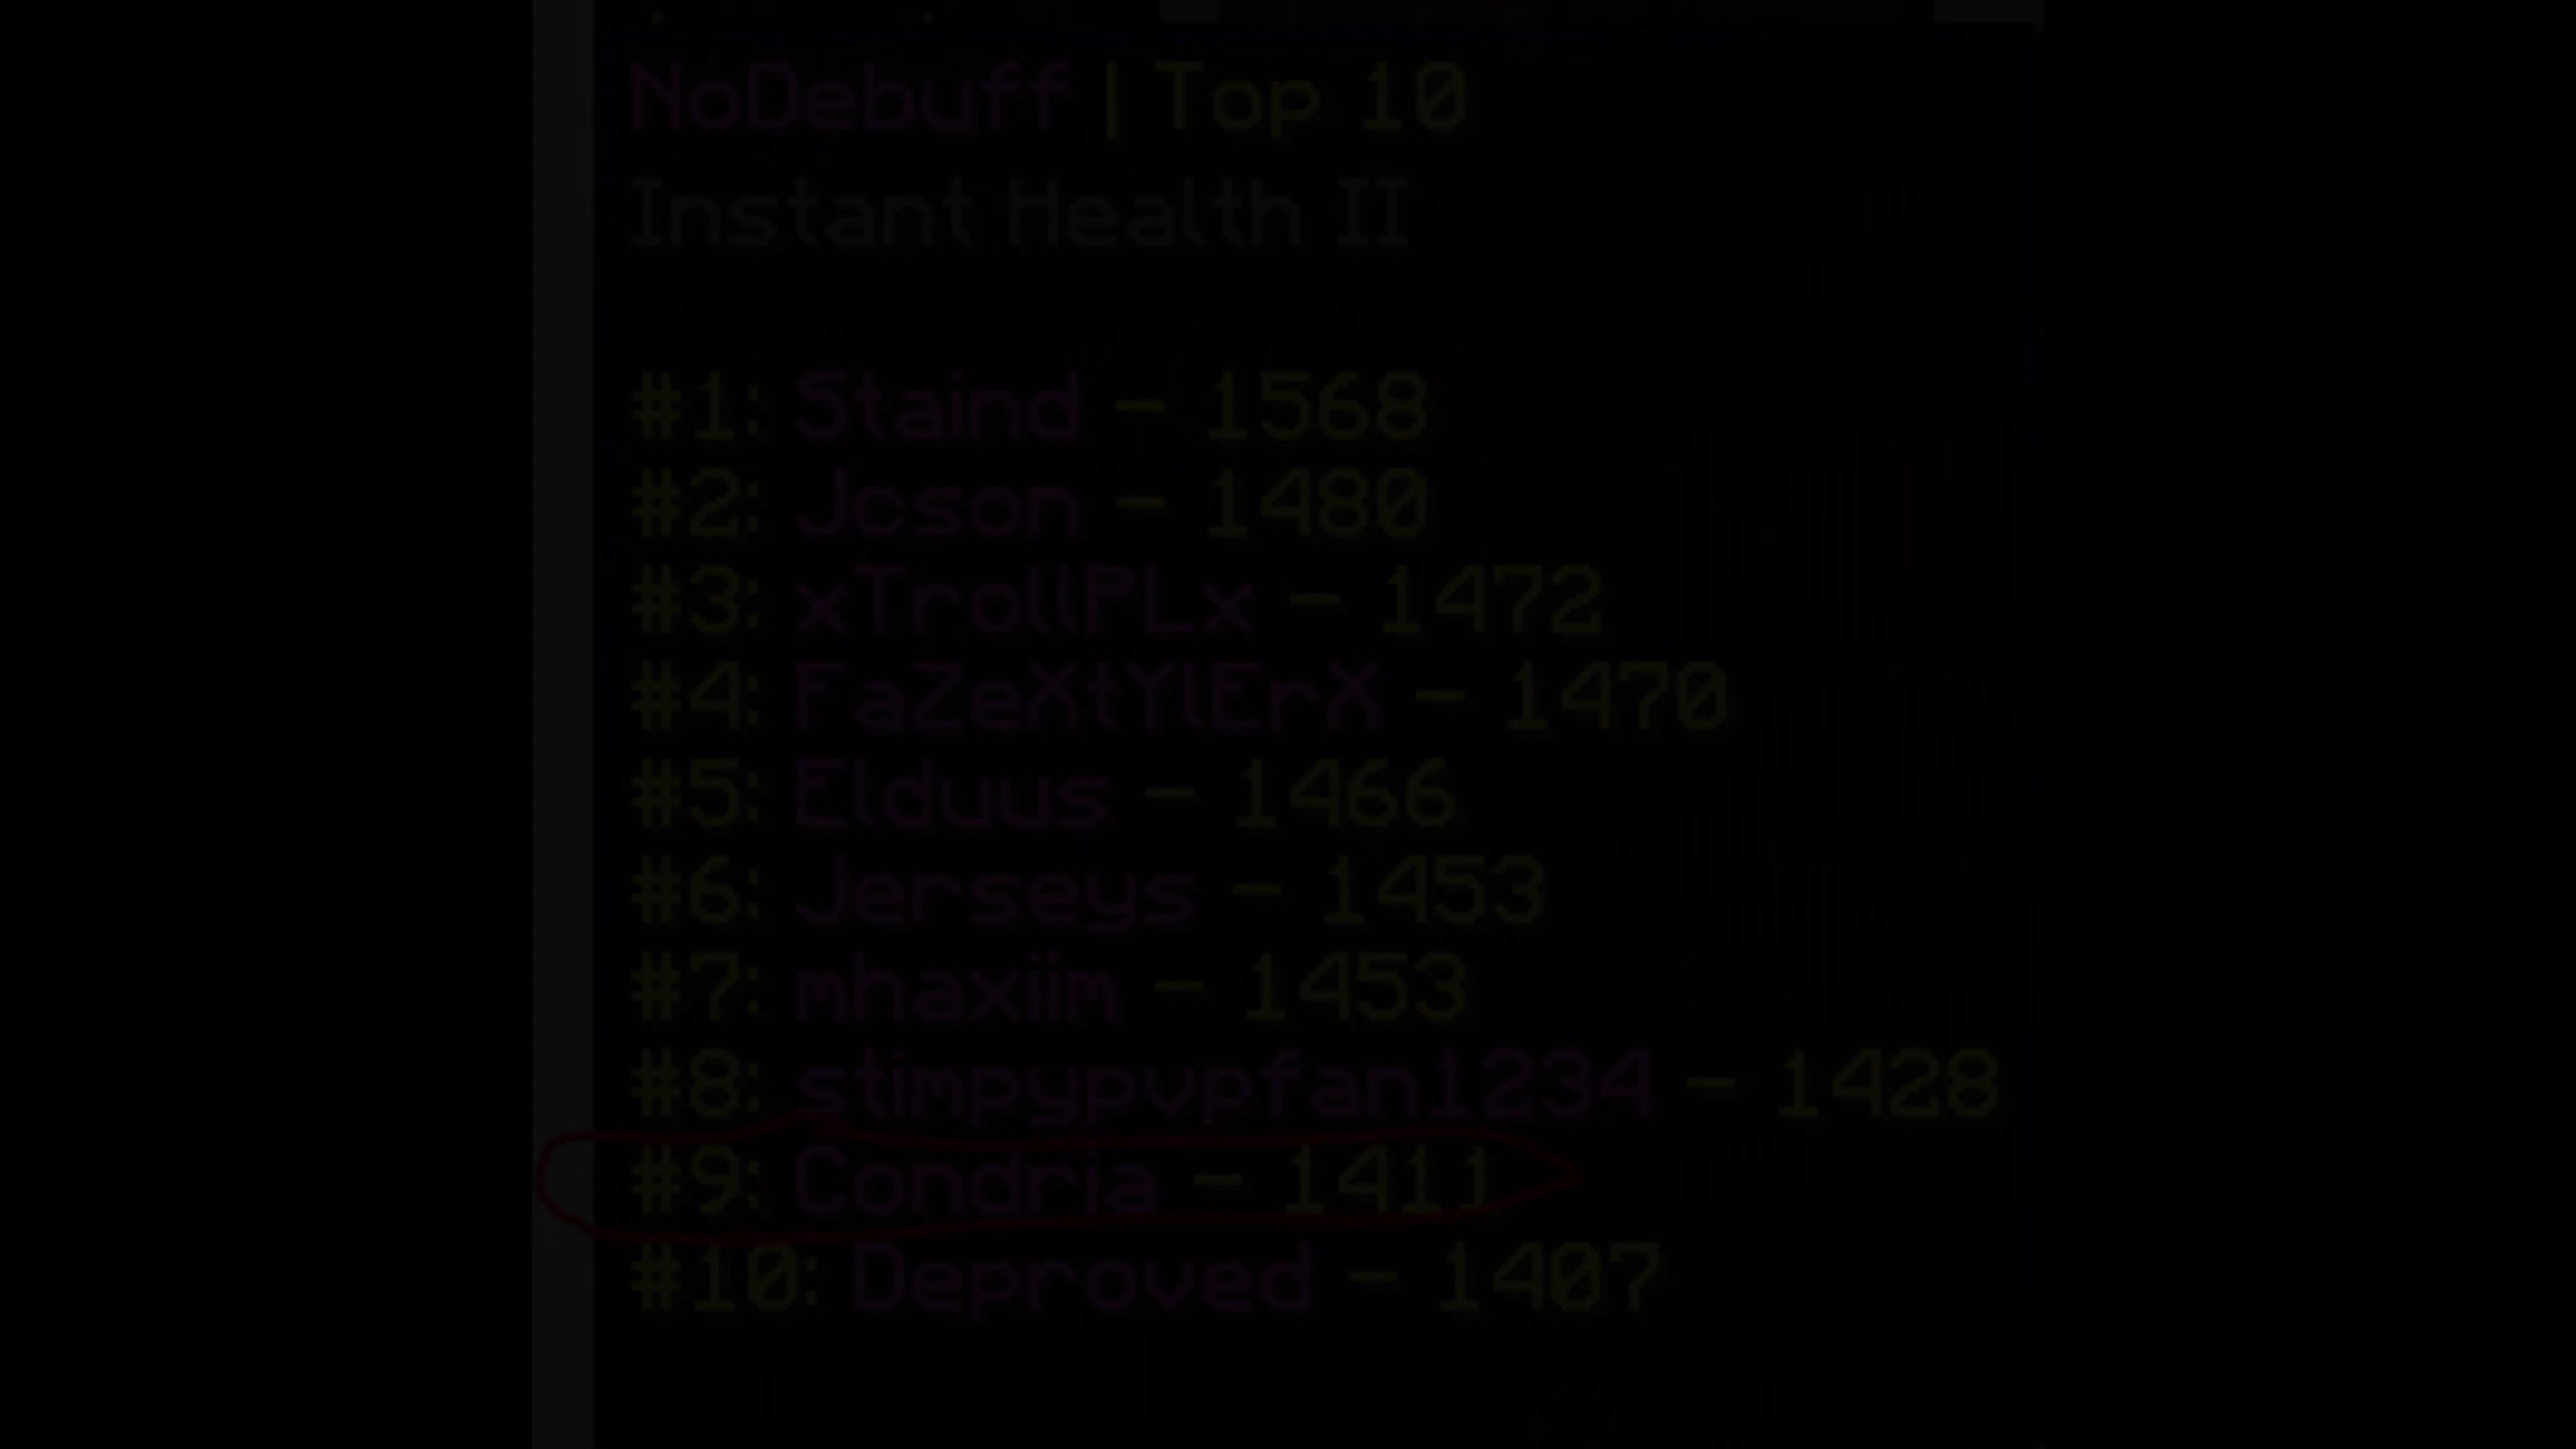 NoDebuff | Top 10
Instant Health II
#1: Staind - 1568
#2: Jcson - 1480
#3: xTrollPLx - 1472
#4: FaZeXtYlErX - 1470
#5: Elduus - 1466
#6: Jerseys - 1453
#7: mhaxiim - 1453
#8: stimpypvpfan1234 - 1428
#9: Condria - 1411
#10: Deproved - 1407